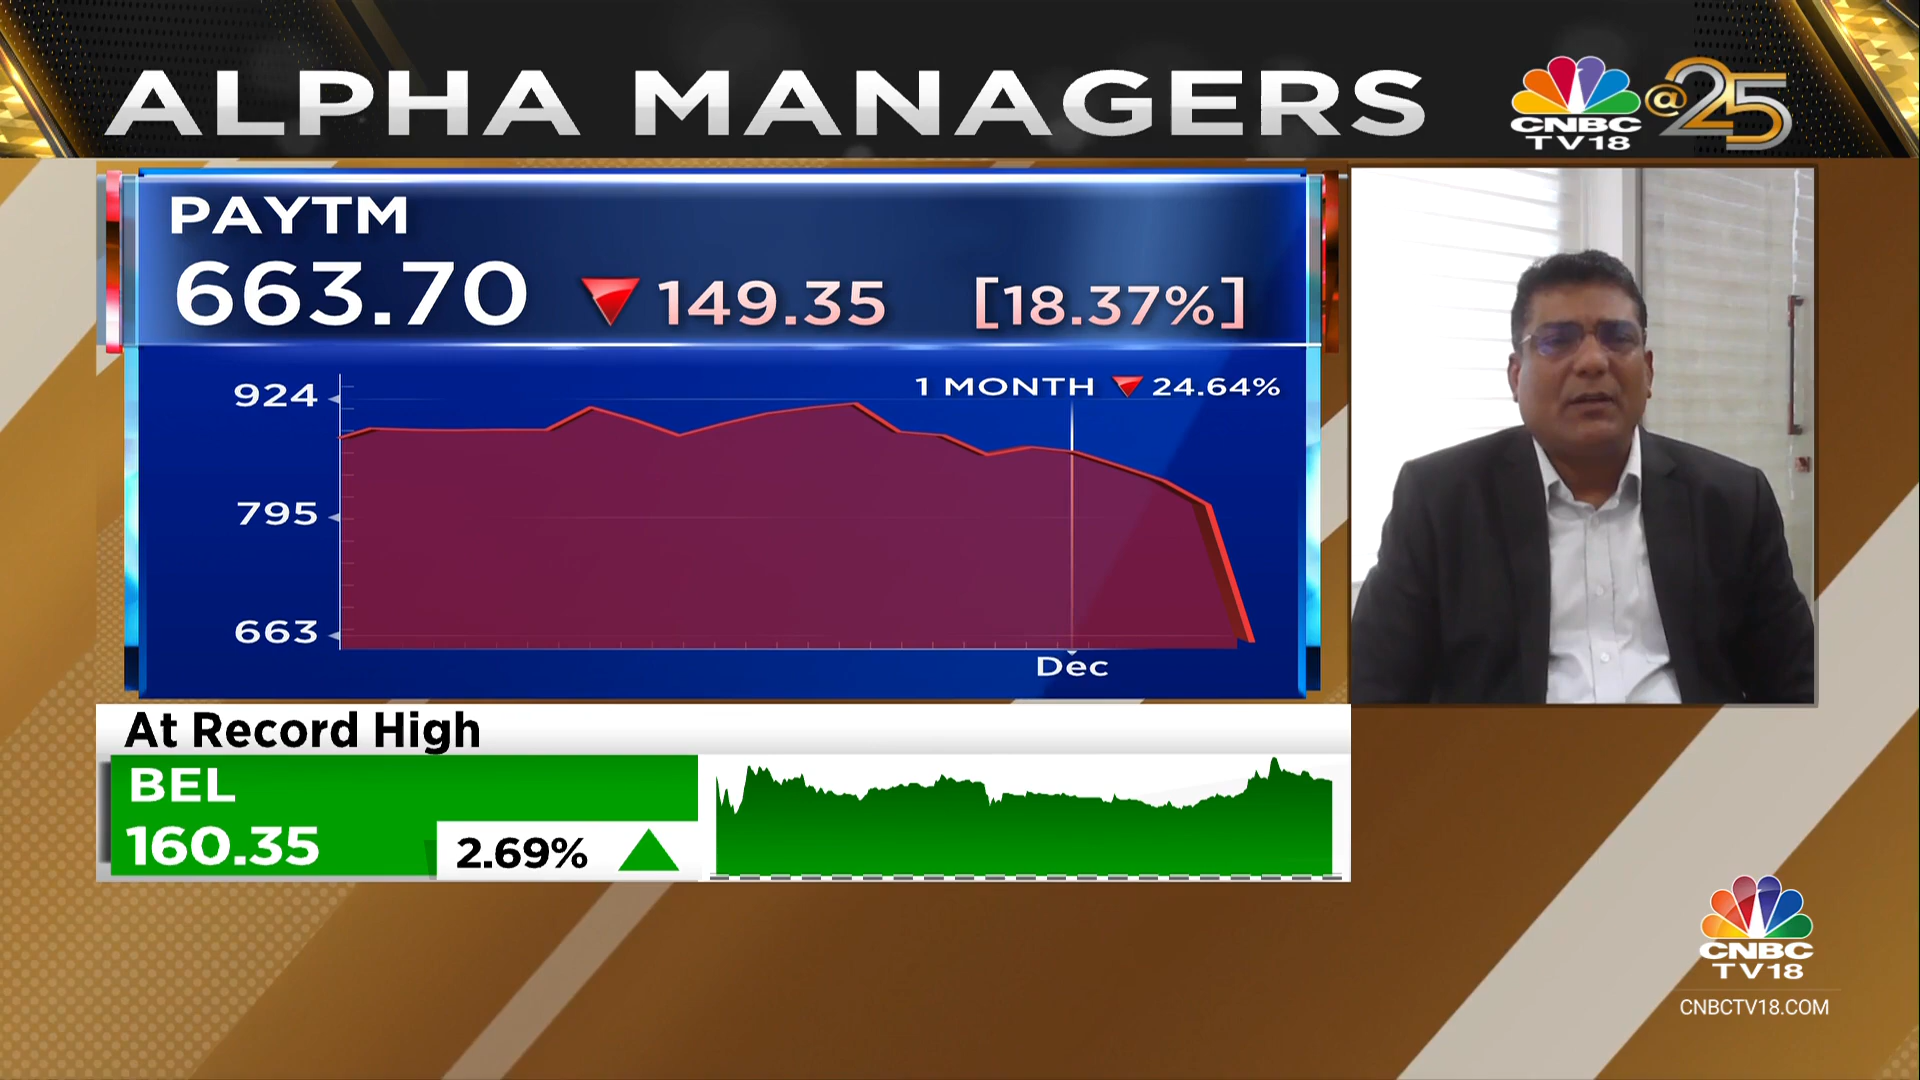 ALPHA MANAGERS
CNBC
TV18
@25
PAYTM
663.70 149.35 [18.37%]
1 MONTH 24.64%
924
795
663
Dec
At Record High
BEL
160.35
2.69%
CNBC
TV18
CNBCTV18.COM